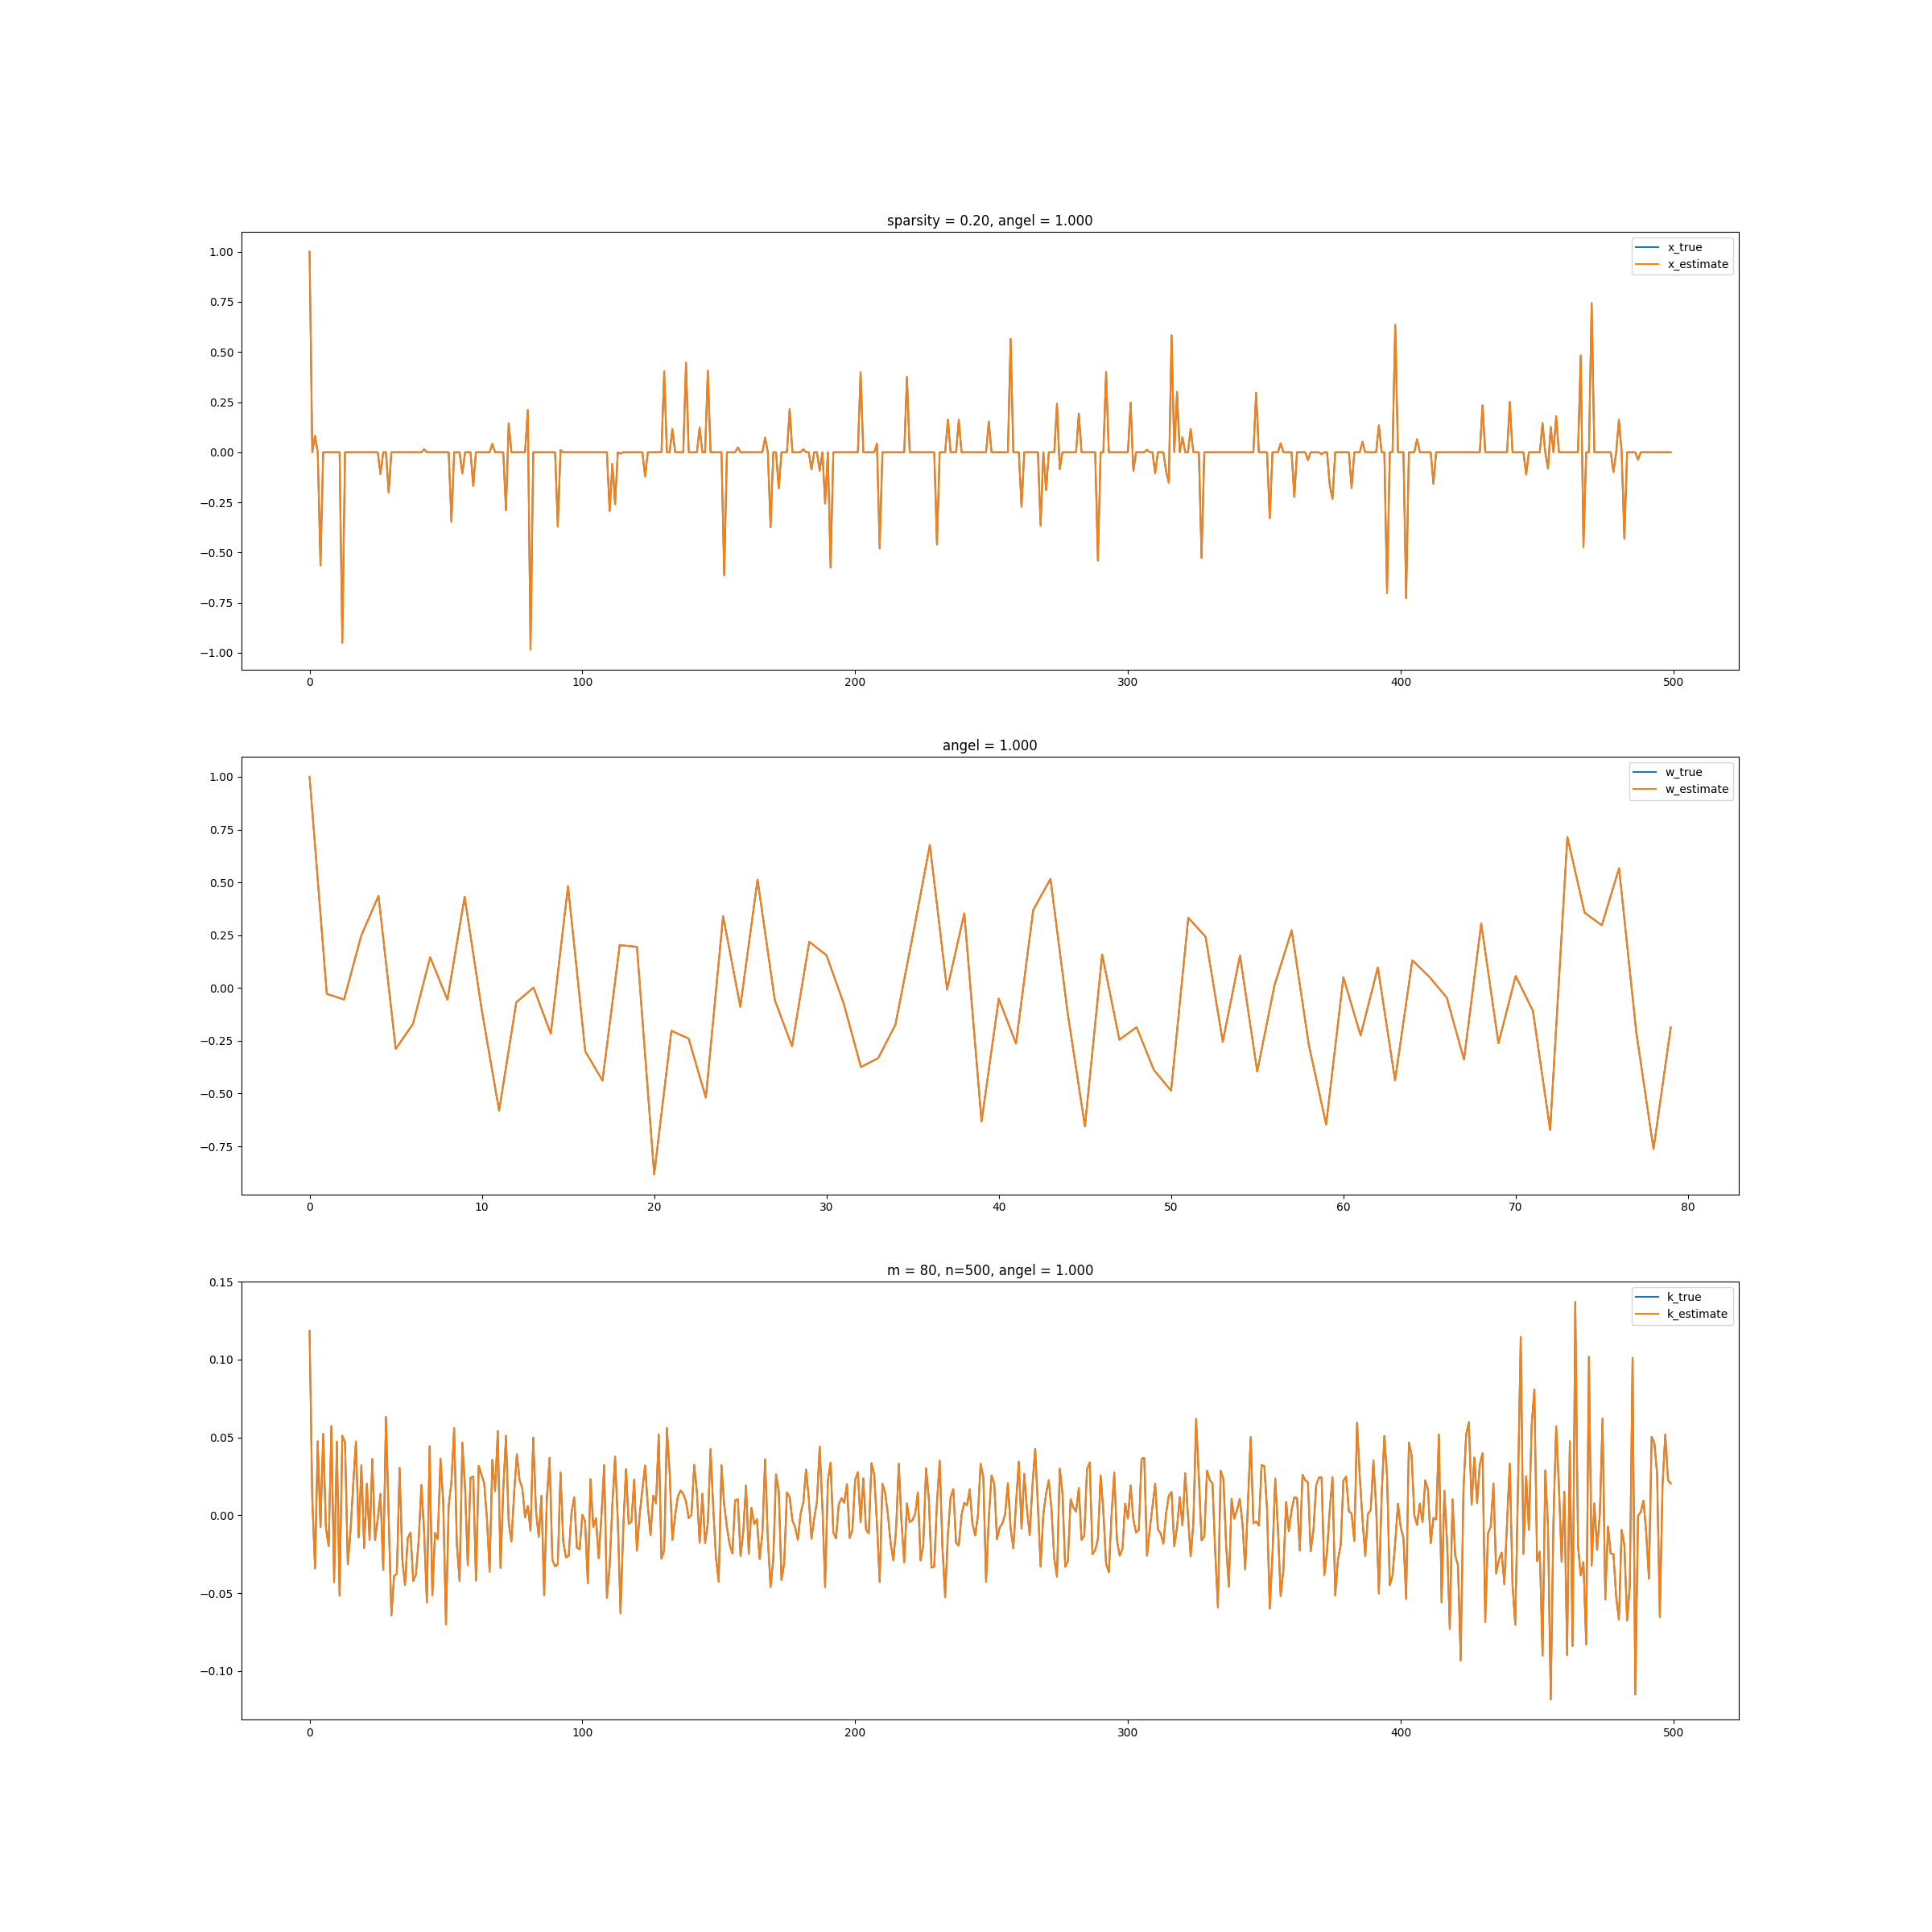 sparsity = 0.20, angel = 1.000
x_true
x_estimate
1.00
0.75
0.50
0.25
0.00
−0.25
−0.50
−0.75
−1.00
0 100 200 300 400 500
angel = 1.000
w_true
w_estimate
1.00
0.75
0.50
0.25
0.00
−0.25
−0.50
−0.75
0 10 20 30 40 50 60 70 80
m = 80, n=500, angel = 1.000
k_true
k_estimate
0.15
0.10
0.05
0.00
−0.05
−0.10
0 100 200 300 400 500